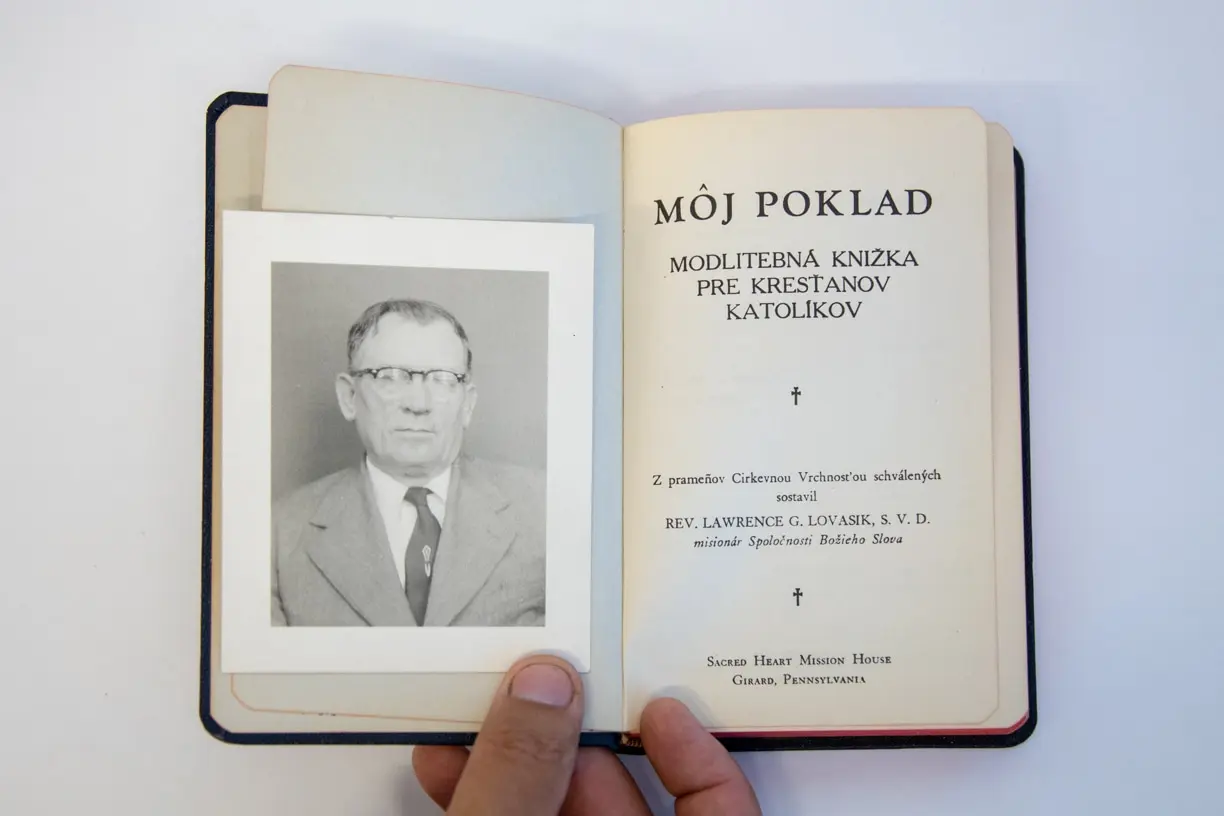 MÔJ POKLAD
MODLITEBNÁ KNIŽKA
PRE KRESŤANOV
KATOLÍKOV
Z prameňov Cirkevnou Vrchnosťou schválených
sostavil
REV. LAWRENCE G. LOVASIK, S. V. D.
misionár Spoločnosti Božieho Slova
SACRED HEART MISSION HOUSE
GIRARD, PENNSYLVANIA